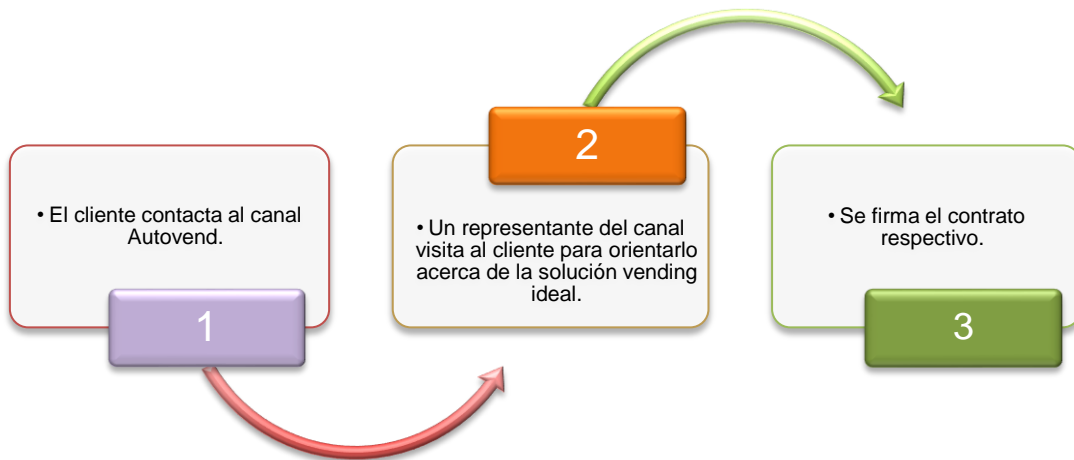 • El cliente contacta al canal
Autovend.
1
2
• Un representante del canal
visita al cliente para orientarlo
acerca de la solución vending
ideal.
• Se firma el contrato
respectivo.
3